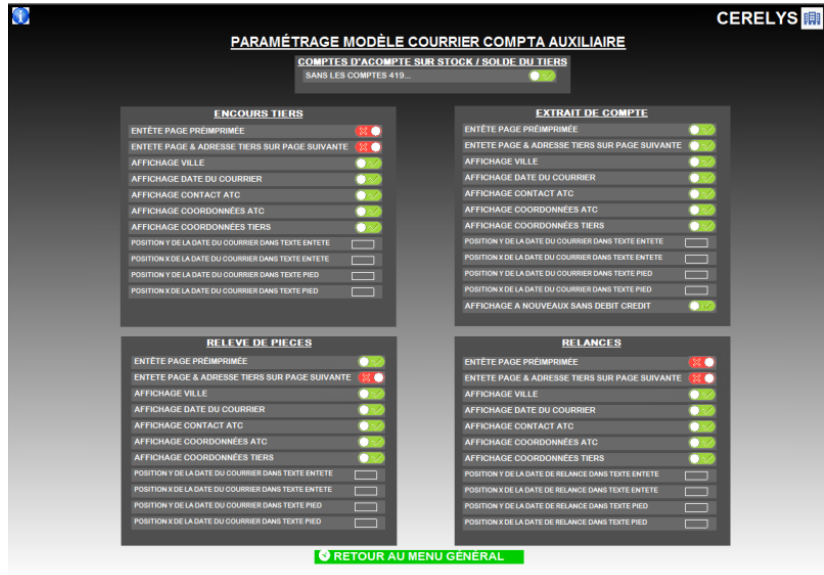 CERELYS
PARAMÉTRAGE MODÈLE COURRIER COMPTA AUXILIAIRE
COMPTES D'ACOMPTE SUR STOCK / SOLDE DU TIERS
SANS LES COMPTES 419...
ENCOURS TIERS
ENTÊTE PAGE PRÉIMPRIMÉE
ENTETE PAGE & ADRESSE TIERS SUR PAGE SUIVANTE
AFFICHAGE VILLE
AFFICHAGE DATE DU COURRIER
AFFICHAGE CONTACT ATC
AFFICHAGE COORDONNÉES ATC
AFFICHAGE COORDONNÉES TIERS
POSITION Y DE LA DATE DU COURRIER DANS TEXTE ENTETE
POSITION X DE LA DATE DU COURRIER DANS TEXTE ENTETE
POSITION Y DE LA DATE DU COURRIER DANS TEXTE PIED
POSITION X DE LA DATE DU COURRIER DANS TEXTE PIED
EXTRAIT DE COMPTE
ENTÊTE PAGE PRÉIMPRIMÉE
ENTETE PAGE & ADRESSE TIERS SUR PAGE SUIVANTE
AFFICHAGE VILLE
AFFICHAGE DATE DU COURRIER
AFFICHAGE CONTACT ATC
AFFICHAGE COORDONNÉES ATC
AFFICHAGE COORDONNÉES TIERS
POSITION Y DE LA DATE DU COURRIER DANS TEXTE ENTETE
POSITION X DE LA DATE DU COURRIER DANS TEXTE ENTETE
POSITION Y DE LA DATE DU COURRIER DANS TEXTE PIED
POSITION X DE LA DATE DU COURRIER DANS TEXTE PIED
AFFICHAGE A NOUVEAUX SANS DEBIT CREDIT
RELEVE DE PIECES
ENTÊTE PAGE PRÉIMPRIMÉE
ENTETE PAGE & ADRESSE TIERS SUR PAGE SUIVANTE
AFFICHAGE VILLE
AFFICHAGE DATE DU COURRIER
AFFICHAGE CONTACT ATC
AFFICHAGE COORDONNÉES ATC
AFFICHAGE COORDONNÉES TIERS
POSITION Y DE LA DATE DU COURRIER DANS TEXTE ENTETE
POSITION X DE LA DATE DU COURRIER DANS TEXTE ENTETE
POSITION Y DE LA DATE DU COURRIER DANS TEXTE PIED
POSITION X DE LA DATE DU COURRIER DANS TEXTE PIED
RELANCES
ENTÊTE PAGE PRÉIMPRIMÉE
ENTETE PAGE & ADRESSE TIERS SUR PAGE SUIVANTE
AFFICHAGE VILLE
AFFICHAGE DATE DU COURRIER
AFFICHAGE CONTACT ATC
AFFICHAGE COORDONNÉES ATC
AFFICHAGE COORDONNÉES TIERS
POSITION Y DE LA DATE DE RELANCE DANS TEXTE ENTETE
POSITION X DE LA DATE DE RELANCE DANS TEXTE ENTETE
POSITION Y DE LA DATE DE RELANCE DANS TEXTE PIED
POSITION X DE LA DATE DE RELANCE DANS TEXTE PIED
RETOUR AU MENU GÉNÉRAL